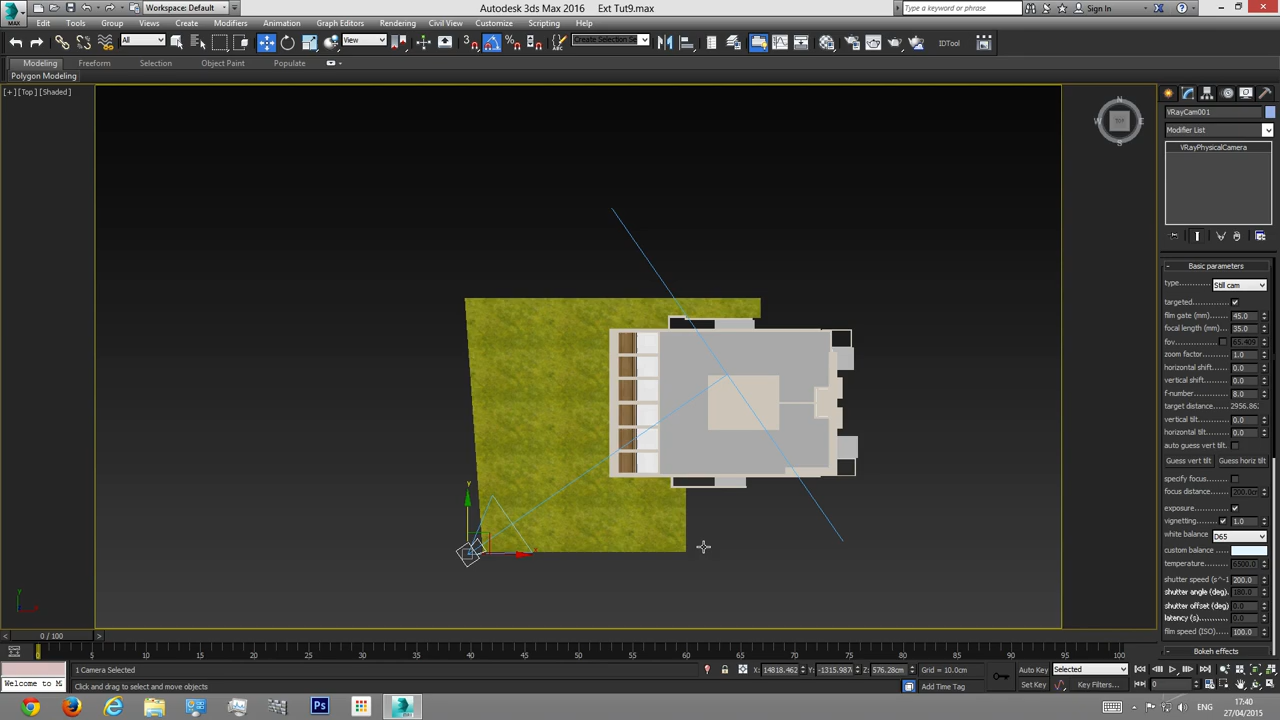 Autodesk 3ds Max 2016 Ext Tut9.max
Workspace: Default
Type a keyword or phrase
Sign In
Edit Tools Group Views Create Modifiers Animation Graph Editors Rendering Civil View Customize Scripting Help
All
View
IDTool
Modeling Freeform Selection Object Paint Populate
Polygon Modeling
[+] [Top] [Shaded]
N
W TOP E
S
VRayCam001
Modifier List
VRayPhysicalCamera
- Basic parameters
type............. Still cam
targeted...................
film gate (mm)... 45.0
focal length (mm)... 35.0
fov.............
zoom factor........ 1.0
horizontal shift...... 0.0
vertical shift........ 0.0
f-number............ 8.0
target distance......
vertical tilt.......... 0.0
horizontal tilt....... 0.0
auto guess vert tilt.
Guess vert tilt Guess horiz tilt
specify focus.........
focus distance......
exposure..............
vignetting........ 1.0
white balance ... D65
custom balance
temperature.......
shutter speed (s^-1 200.0
shutter angle (deg).
shutter offset (deg)
latency (s).......
film speed (ISO).... 100.0
Bokeh effects
y
0 / 100
0 5 10 15 20 25 30 35 40 45 50 55 60 65 70 75 80 85 90 95 100
1 Camera Selected
X: 14818.462 Y: Z: 576.28cm
Grid = 10.0cm
Auto Key Selected
Welcome to M
Click and drag to select and move objects
Add Time Tag
Set Key Key Filters...
0
ENG
17:40
27/04/2015